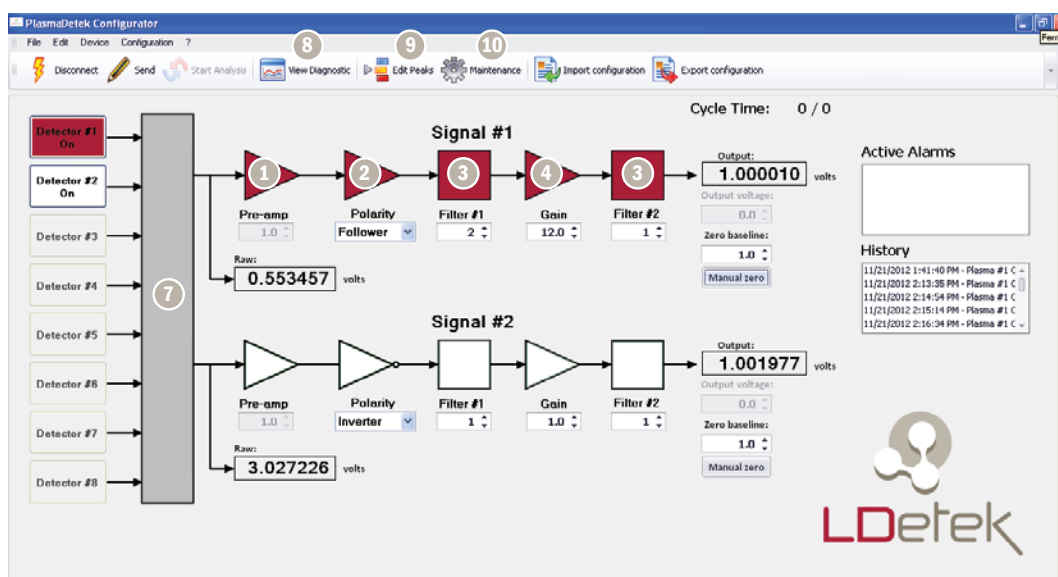 PlasmaDetek Configurator
File Edit Device Configuration ?
8 9 10
Disconnect Send Start Analysis View Diagnostic Edit Peaks Maintenance Import configuration Export configuration
Cycle Time: 0 / 0
Detector #1
On
Detector #2
On
Detector #3
Detector #4
Detector #5
Detector #6
Detector #7
Detector #8
7
Signal #1
1 2 3 4 3
Pre-amp
1.0
Polarity
Follower
Filter #1
2
Gain
12.0
Filter #2
1
Raw:
0.553457 volts
Output:
1.000010 volts
Output voltage:
0.0
Zero baseline:
1.0
Manual zero
Signal #2
Pre-amp
1.0
Polarity
Inverter
Filter #1
1
Gain
1.0
Filter #2
1
Raw:
3.027226 volts
Output:
1.001977 volts
Output voltage:
0.0
Zero baseline:
1.0
Manual zero
Active Alarms
History
11/21/2012 1:41:40 PM - Plasma #1 C
11/21/2012 2:13:35 PM - Plasma #1 C
11/21/2012 2:14:54 PM - Plasma #1 C
11/21/2012 2:15:14 PM - Plasma #1 C
11/21/2012 2:16:34 PM - Plasma #1 C
LDetek